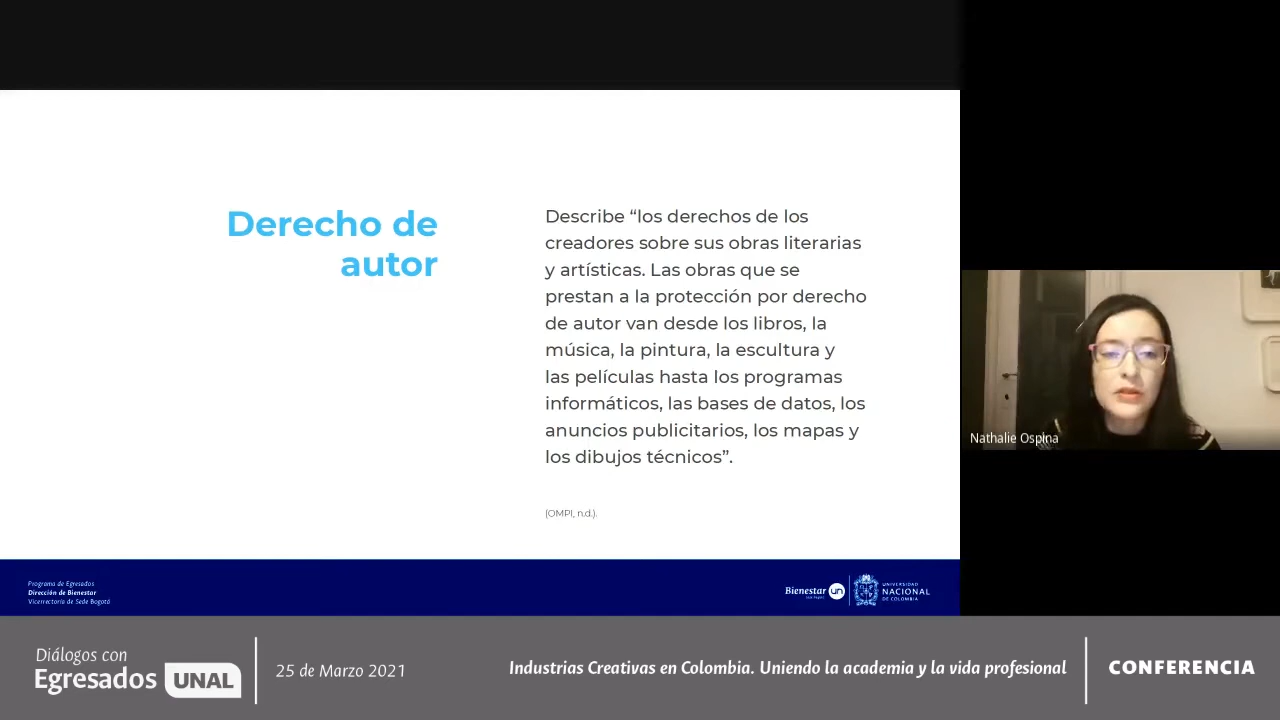 Derecho de
autor
Describe “los derechos de los
creadores sobre sus obras literarias
y artísticas. Las obras que se
prestan a la protección por derecho
de autor van desde los libros, la
música, la pintura, la escultura y
las películas hasta los programas
informáticos, las bases de datos, los
anuncios publicitarios, los mapas y
los dibujos técnicos”.
(OMPI, n.d.).
Nathalie Ospina
Programa de Egresados
Dirección de Bienestar
Vicerrectoría de Sede Bogotá
Bienestar un
UNIVERSIDAD
NACIONAL
DE COLOMBIA
Diálogos con
Egresados UNAL
25 de Marzo 2021
Industrias Creativas en Colombia. Uniendo la academia y la vida profesional
CONFERENCIA